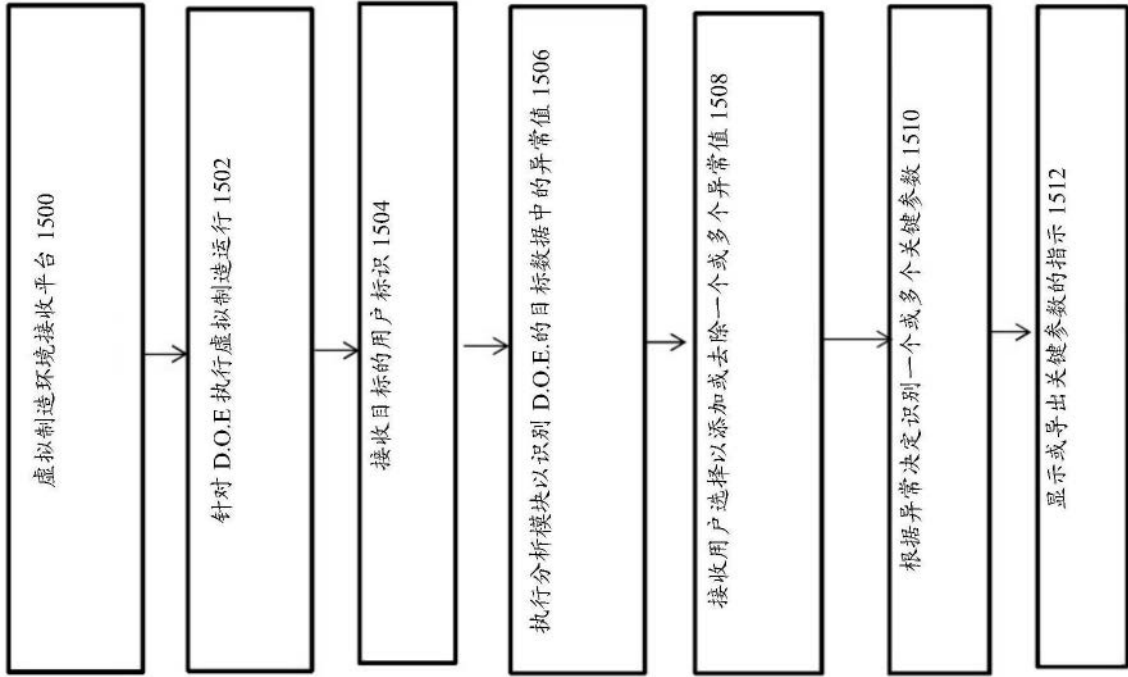 虚拟制造环境接收平台 1500
针对 D.O.E 执行虚拟制造运行 1502
接收目标的用户标识 1504
执行分析模块以识别 D.O.E.的目标数据中的异常值 1506
接收用户选择以添加或去除一个或多个异常值 1508
根据异常决定识别一个或多个关键参数 1510
显示或导出关键参数的指示 1512